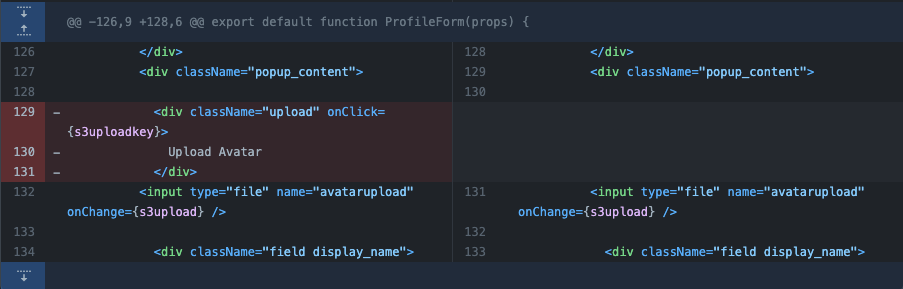 @@ -126,9 +128,6 @@ export default function ProfileForm(props) {
126 </div> 128 </div>
127 <div className="popup_content"> 129 <div className="popup_content">
128 130
129 - <div className="upload" onClick=
{s3uploadkey}>
130 - Upload Avatar
131 - </div>
132 <input type="file" name="avatarupload" 131 <input type="file" name="avatarupload"
onChange={s3upload} /> onChange={s3upload} />
133 132
134 <div className="field display_name"> 133 <div className="field display_name">